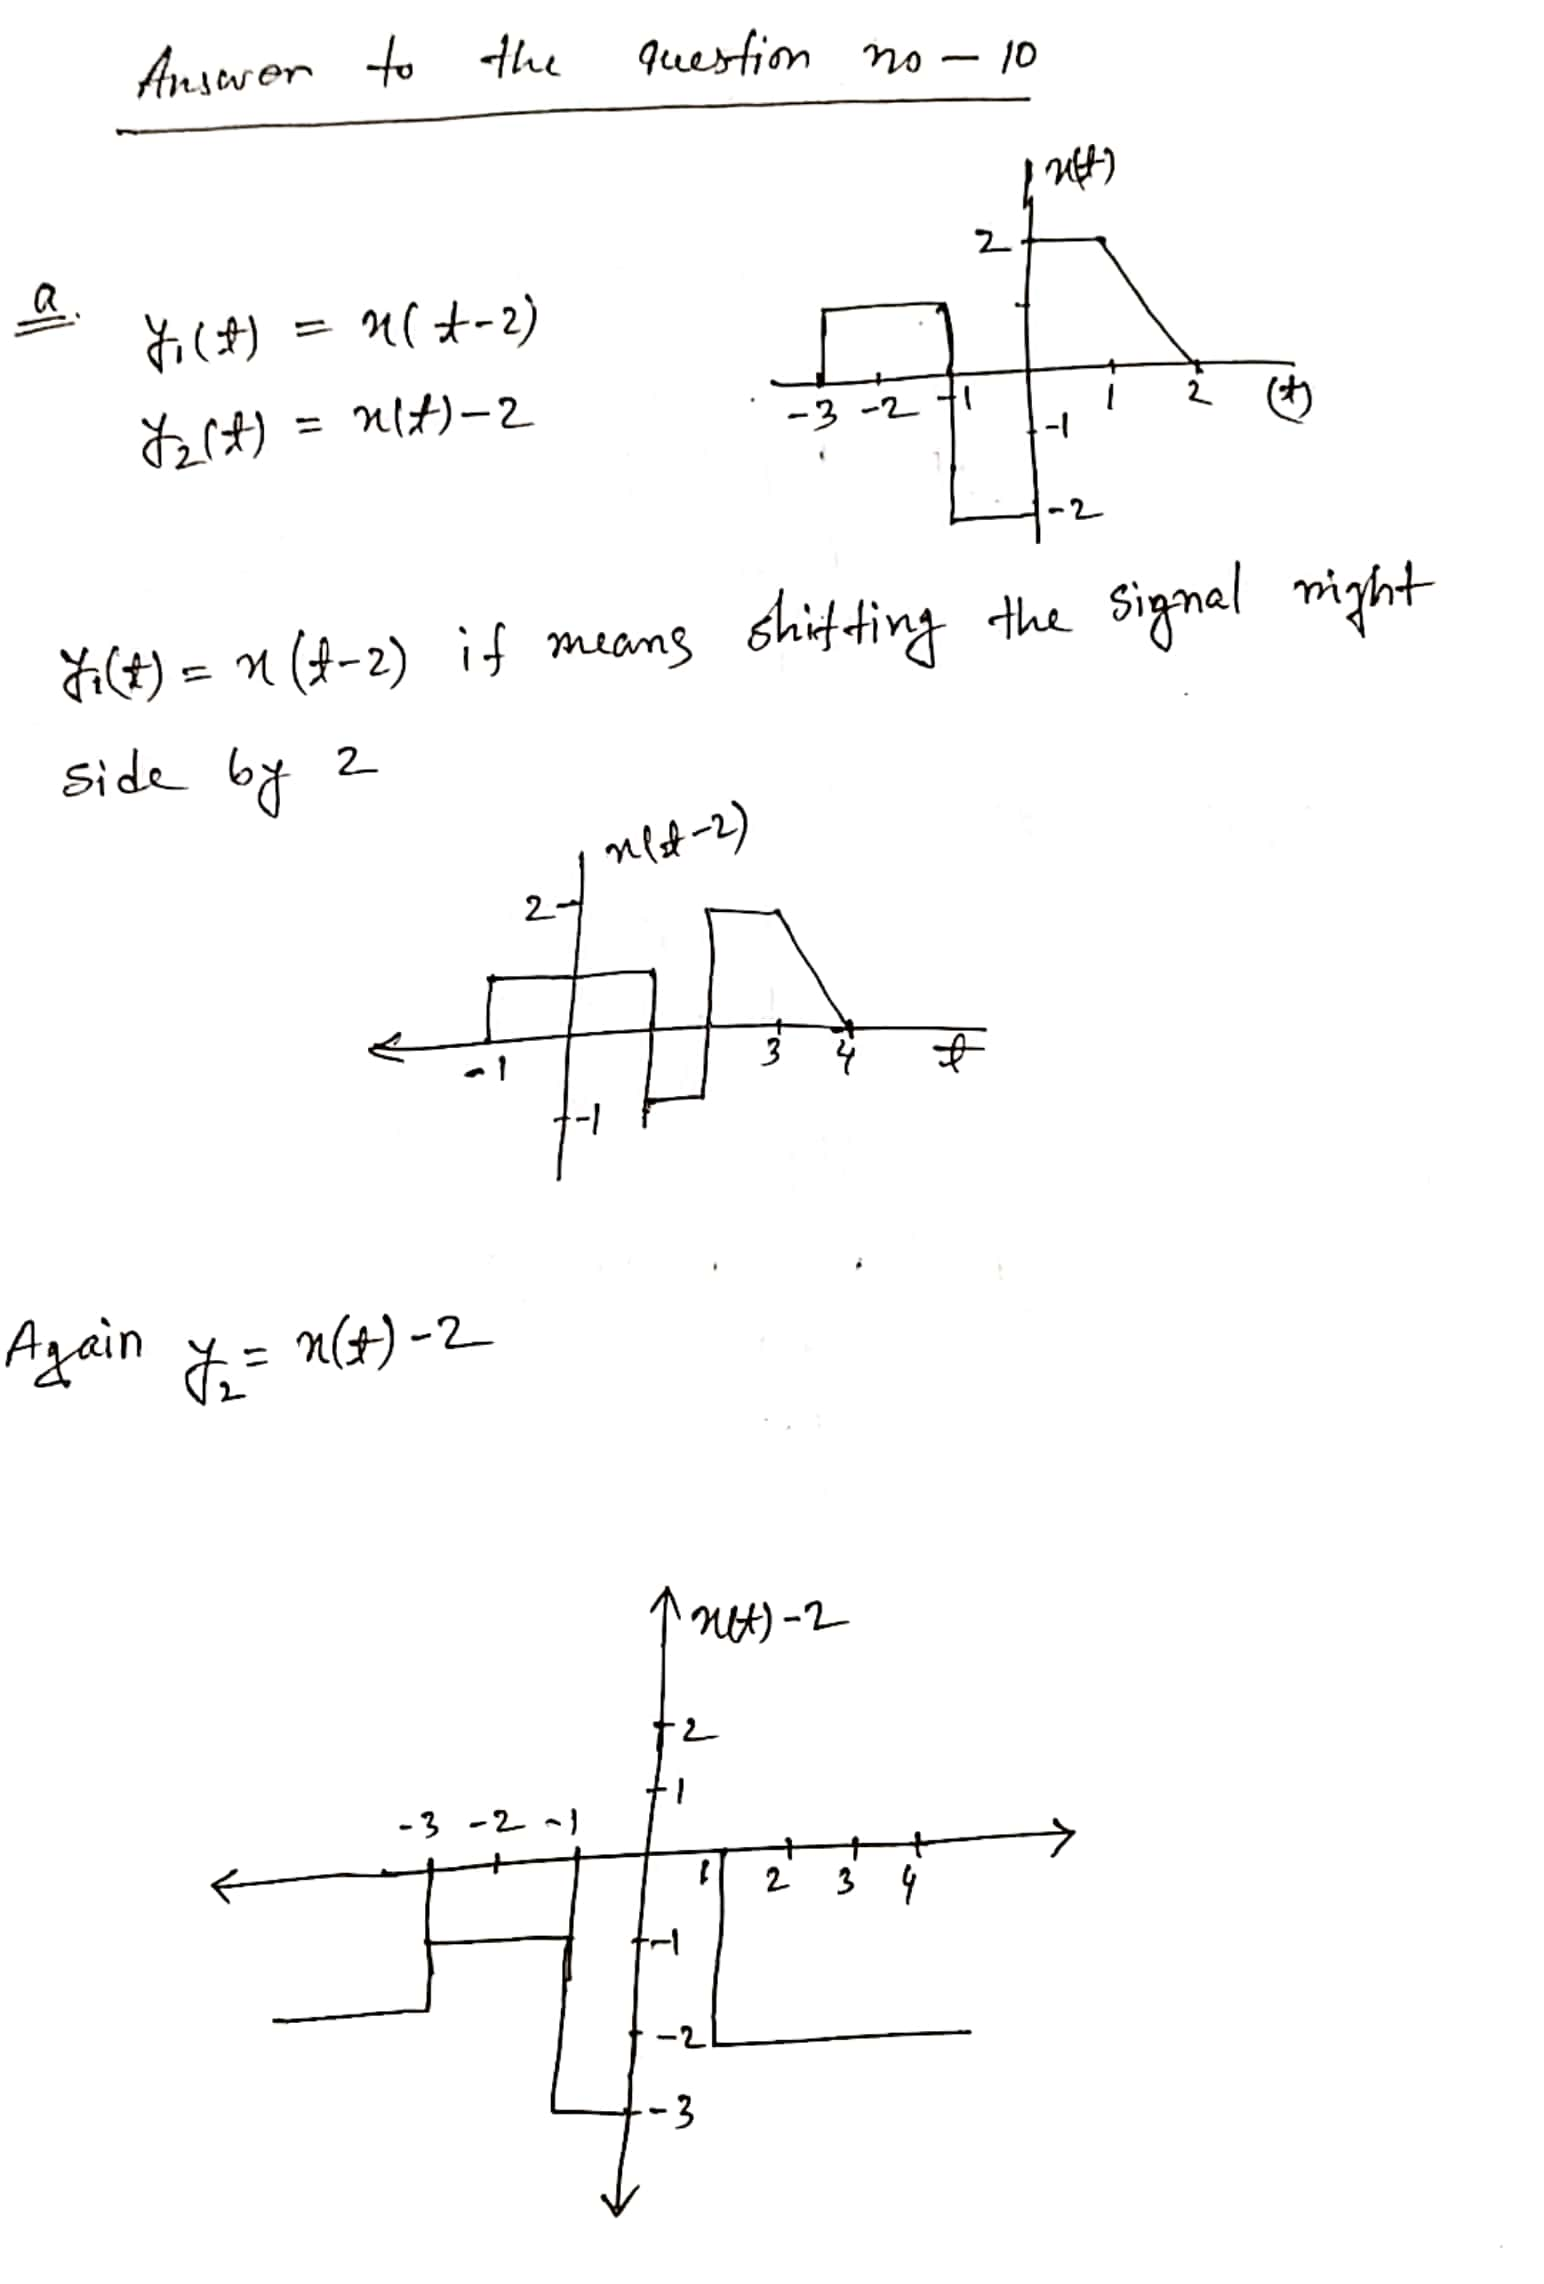 Answer to the question no - 10
x(t)
2
a. y₁(t) = x(t-2)
-3 -2 -1 1 2 (t)
y₂(t) = x(t)-2
-1
-2
y₁(t) = x(t-2) it means shifting the signal right
side by 2
x(t-2)
2
-1 3 4 t
-1
Again y₂ = x(t)-2
x(t)-2
2
1
-3 -2 -1
1 2 3 4
-1
-2
-3